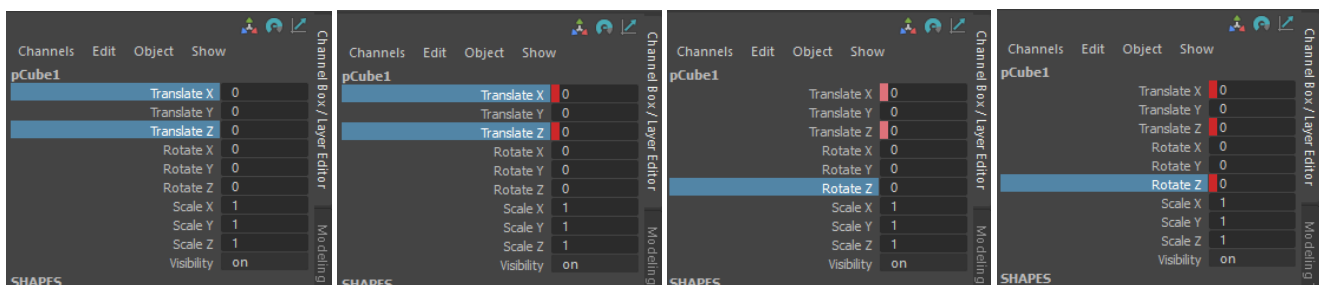 Channels Edit Object Show
pCube1
Translate X 0
Translate Y 0
Translate Z 0
Rotate X 0
Rotate Y 0
Rotate Z 0
Scale X 1
Scale Y 1
Scale Z 1
Visibility on
SHAPES
Channel Box / Layer Editor
Modeling
Channels Edit Object Show
pCube1
Translate X 0
Translate Y 0
Translate Z 0
Rotate X 0
Rotate Y 0
Rotate Z 0
Scale X 1
Scale Y 1
Scale Z 1
Visibility on
SHAPES
Channel Box / Layer Editor
Modeling
Channels Edit Object Show
pCube1
Translate X 0
Translate Y 0
Translate Z 0
Rotate X 0
Rotate Y 0
Rotate Z 0
Scale X 1
Scale Y 1
Scale Z 1
Visibility on
SHAPES
Channel Box / Layer Editor
Modeling
Channels Edit Object Show
pCube1
Translate X 0
Translate Y 0
Translate Z 0
Rotate X 0
Rotate Y 0
Rotate Z 0
Scale X 1
Scale Y 1
Scale Z 1
Visibility on
SHAPES
Channel Box / Layer Editor
Modeling